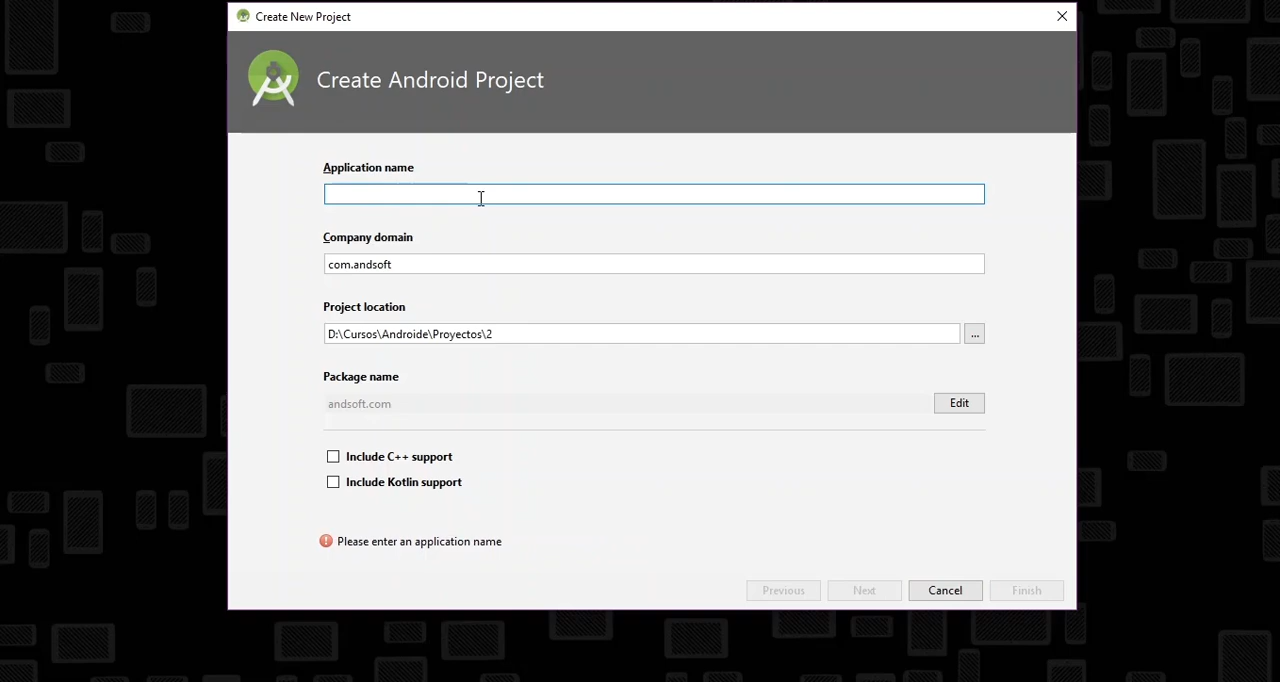 Create New Project
Create Android Project
Application name
Company domain
com.andsoft
Project location
D:\Cursos\Androide\Proyectos\2
...
Package name
andsoft.com
Edit
Include C++ support
Include Kotlin support
Please enter an application name
Previous
Next
Cancel
Finish